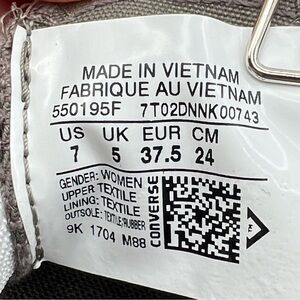 MADE IN VIETNAM
FABRIQUE AU VIETNAM
550195F 7T02DNNK00743
US UK EUR CM
7 5 37.5 24
GENDER: WOMEN
UPPER: TEXTILE
LINING: TEXTILE
OUTSOLE: TEXTILE/RUBBER
9K 1704 M88
CONVERSE